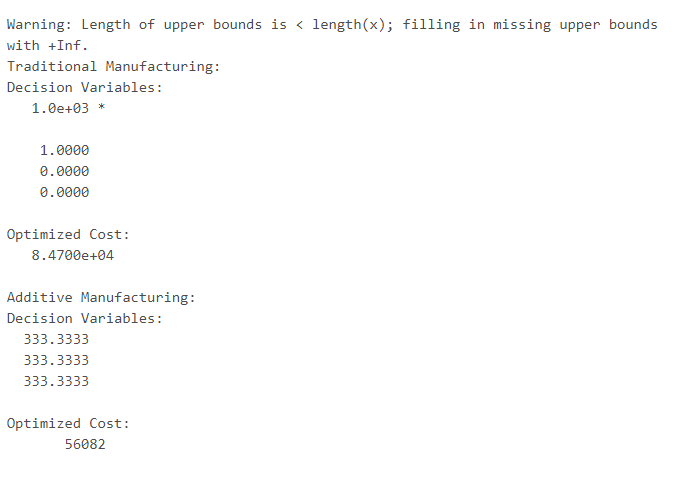 Warning: Length of upper bounds is < length(x); filling in missing upper bounds
with +Inf.
Traditional Manufacturing:
Decision Variables:
1.0e+03 *
1.0000
0.0000
0.0000
Optimized Cost:
8.4700e+04
Additive Manufacturing:
Decision Variables:
333.3333
333.3333
333.3333
Optimized Cost:
56082